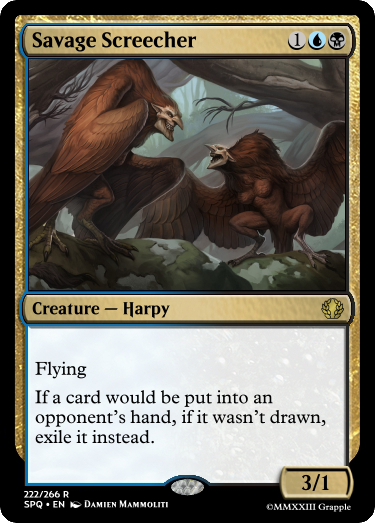 Savage Screecher 1
Creature — Harpy
Flying
If a card would be put into an
opponent's hand, if it wasn't drawn,
exile it instead.
3/1
222/266 R
SPQ • EN Damien Mammoliti
©MMXXIII Grapple